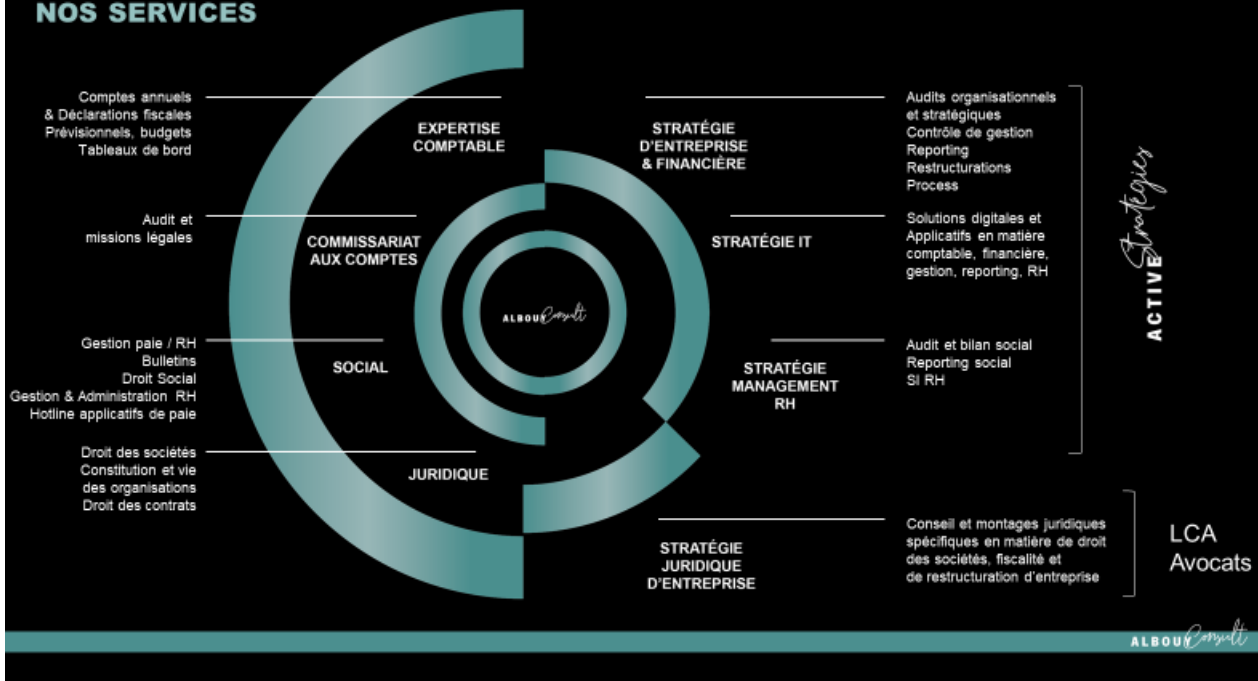 NOS SERVICES
Comptes annuels
& Déclarations fiscales
Prévisionnels, budgets
Tableaux de bord
EXPERTISE
COMPTABLE
Audit et
missions légales
COMMISSARIAT
AUX COMPTES
Gestion paie / RH
Bulletins
Droit Social
Gestion & Administration RH
Hotline applicatifs de paie
SOCIAL
Droit des sociétés
Constitution et vie
des organisations
Droit des contrats
JURIDIQUE
ALBOUY Consult
STRATÉGIE
D'ENTREPRISE
& FINANCIÈRE
Audits organisationnels
et stratégiques
Contrôle de gestion
Reporting
Restructurations
Process
STRATÉGIE IT
Solutions digitales et
Applicatifs en matière
comptable, financière,
gestion, reporting, RH
STRATÉGIE
MANAGEMENT
RH
Audit et bilan social
Reporting social
SI RH
ACTIVE Stratégies
STRATÉGIE
JURIDIQUE
D'ENTREPRISE
Conseil et montages juridiques
spécifiques en matière de droit
des sociétés, fiscalité et
de restructuration d'entreprise
LCA
Avocats
ALBOUY Consult